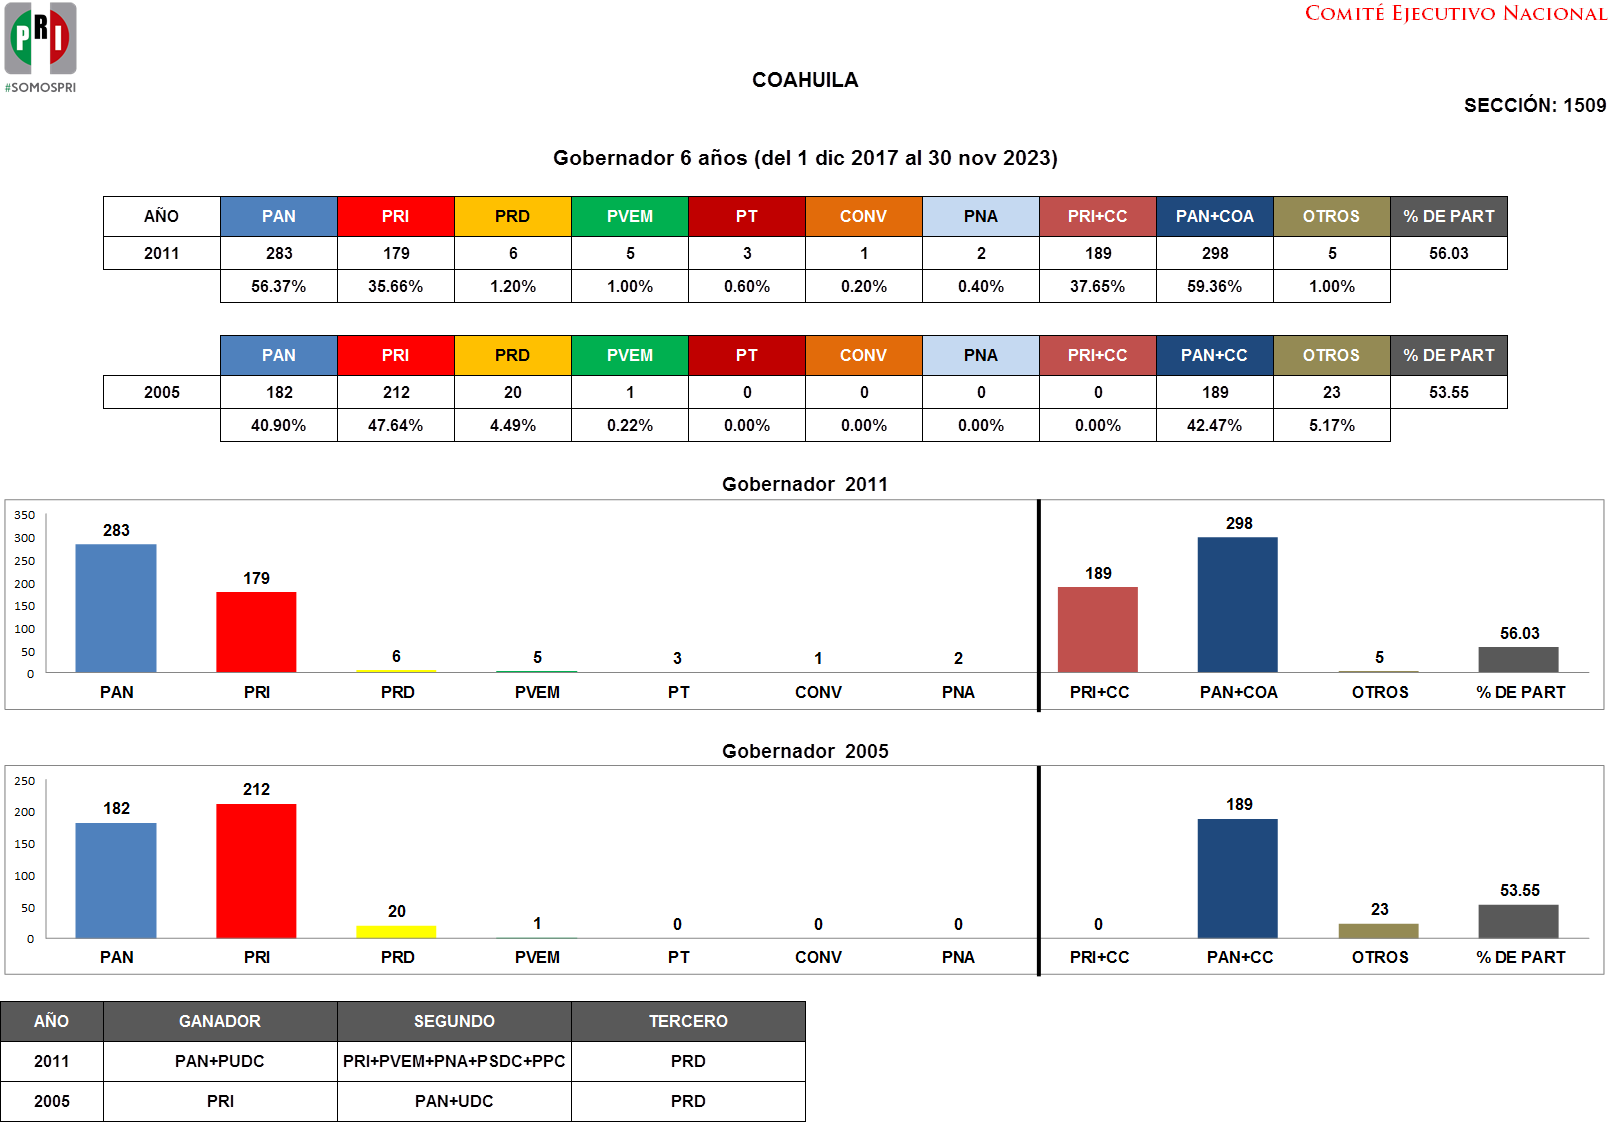 PRI
#SOMOSPRI
COMITÉ EJECUTIVO NACIONAL
COAHUILA
SECCIÓN: 1509
Gobernador 6 años (del 1 dic 2017 al 30 nov 2023)
AÑO PAN PRI PRD PVEM PT CONV PNA PRI+CC PAN+COA OTROS % DE PART
2011 283 179 6 5 3 1 2 189 298 5 56.03
56.37% 35.66% 1.20% 1.00% 0.60% 0.20% 0.40% 37.65% 59.36% 1.00%
PAN PRI PRD PVEM PT CONV PNA PRI+CC PAN+CC OTROS % DE PART
2005 182 212 20 1 0 0 0 0 189 23 53.55
40.90% 47.64% 4.49% 0.22% 0.00% 0.00% 0.00% 0.00% 42.47% 5.17%
Gobernador 2011
350
300
250
200
150
100
50
0
283 179 6 5 3 1 2 189 298 5 56.03
PAN PRI PRD PVEM PT CONV PNA PRI+CC PAN+COA OTROS % DE PART
Gobernador 2005
250
200
150
100
50
0
182 212 20 1 0 0 0 0 189 23 53.55
PAN PRI PRD PVEM PT CONV PNA PRI+CC PAN+CC OTROS % DE PART
AÑO GANADOR SEGUNDO TERCERO
2011 PAN+PUDC PRI+PVEM+PNA+PSDC+PPC PRD
2005 PRI PAN+UDC PRD